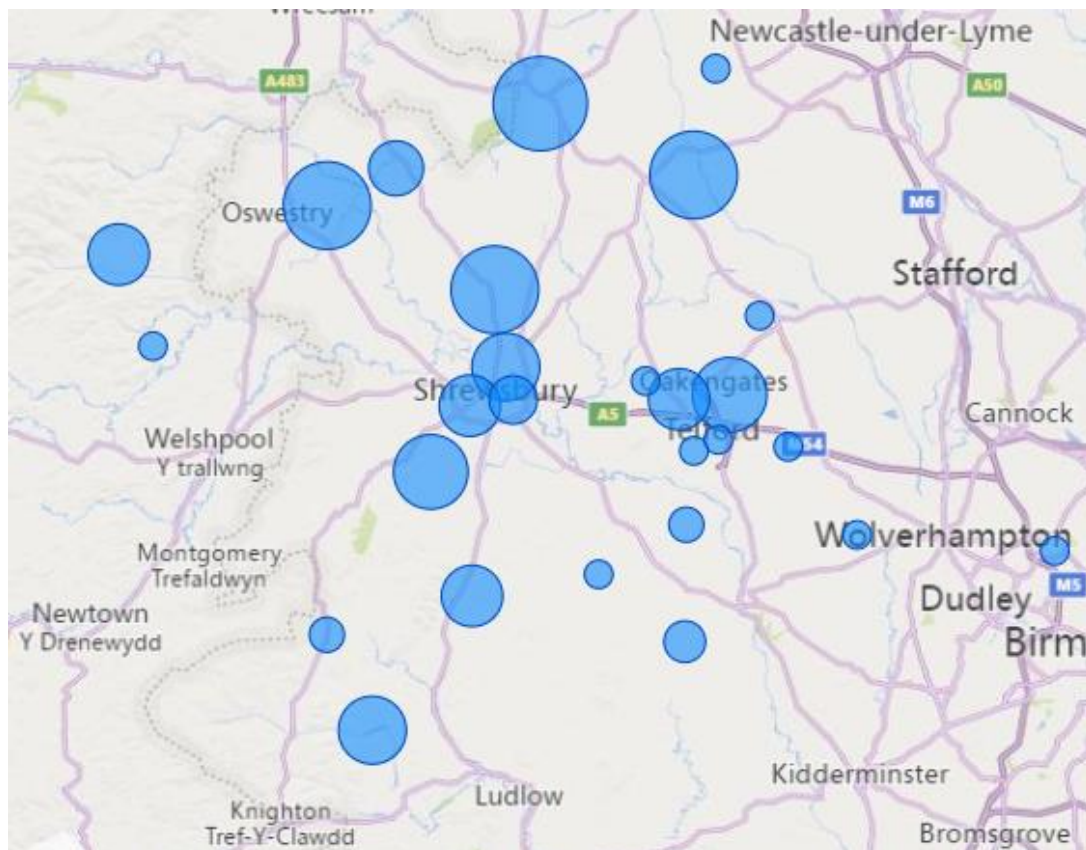 Newcastle-under-Lyme
A483
A50
M6
Oswestry
Stafford
Shrewsbury
Oakengates
A5
Telford
Cannock
Welshpool
Y trallwng
Wolverhampton
Montgomery
Trefaldwyn
M5
Dudley
Newtown
Y Drenewydd
Birm
Kidderminster
Ludlow
Knighton
Tref-Y-Clawdd
Bromsgrove